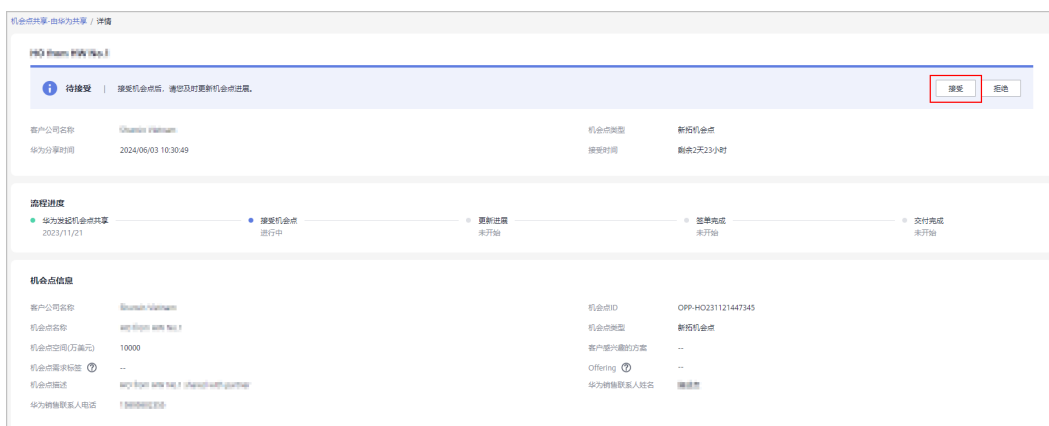 机会点共享-由华为共享 / 详情
待接受 | 接受机会点后，请您及时更新机会点进展。 接受 拒绝
客户公司名称 机会点类型 新拓机会点
华为分享时间 2024/06/03 10:30:49 接受时间 剩余2天23小时
流程进度
华为发起机会点共享 接受机会点 更新进展 签单完成 交付完成
2023/11/21 进行中 未开始 未开始 未开始
机会点信息
客户公司名称 机会点ID OPP-HO231121447345
机会点名称 机会点类型 新拓机会点
机会点空间(万美元) 10000 客户感兴趣的方案 --
机会点需求标签 ? -- Offering ? --
机会点描述 华为销售联系人姓名
华为销售联系人电话